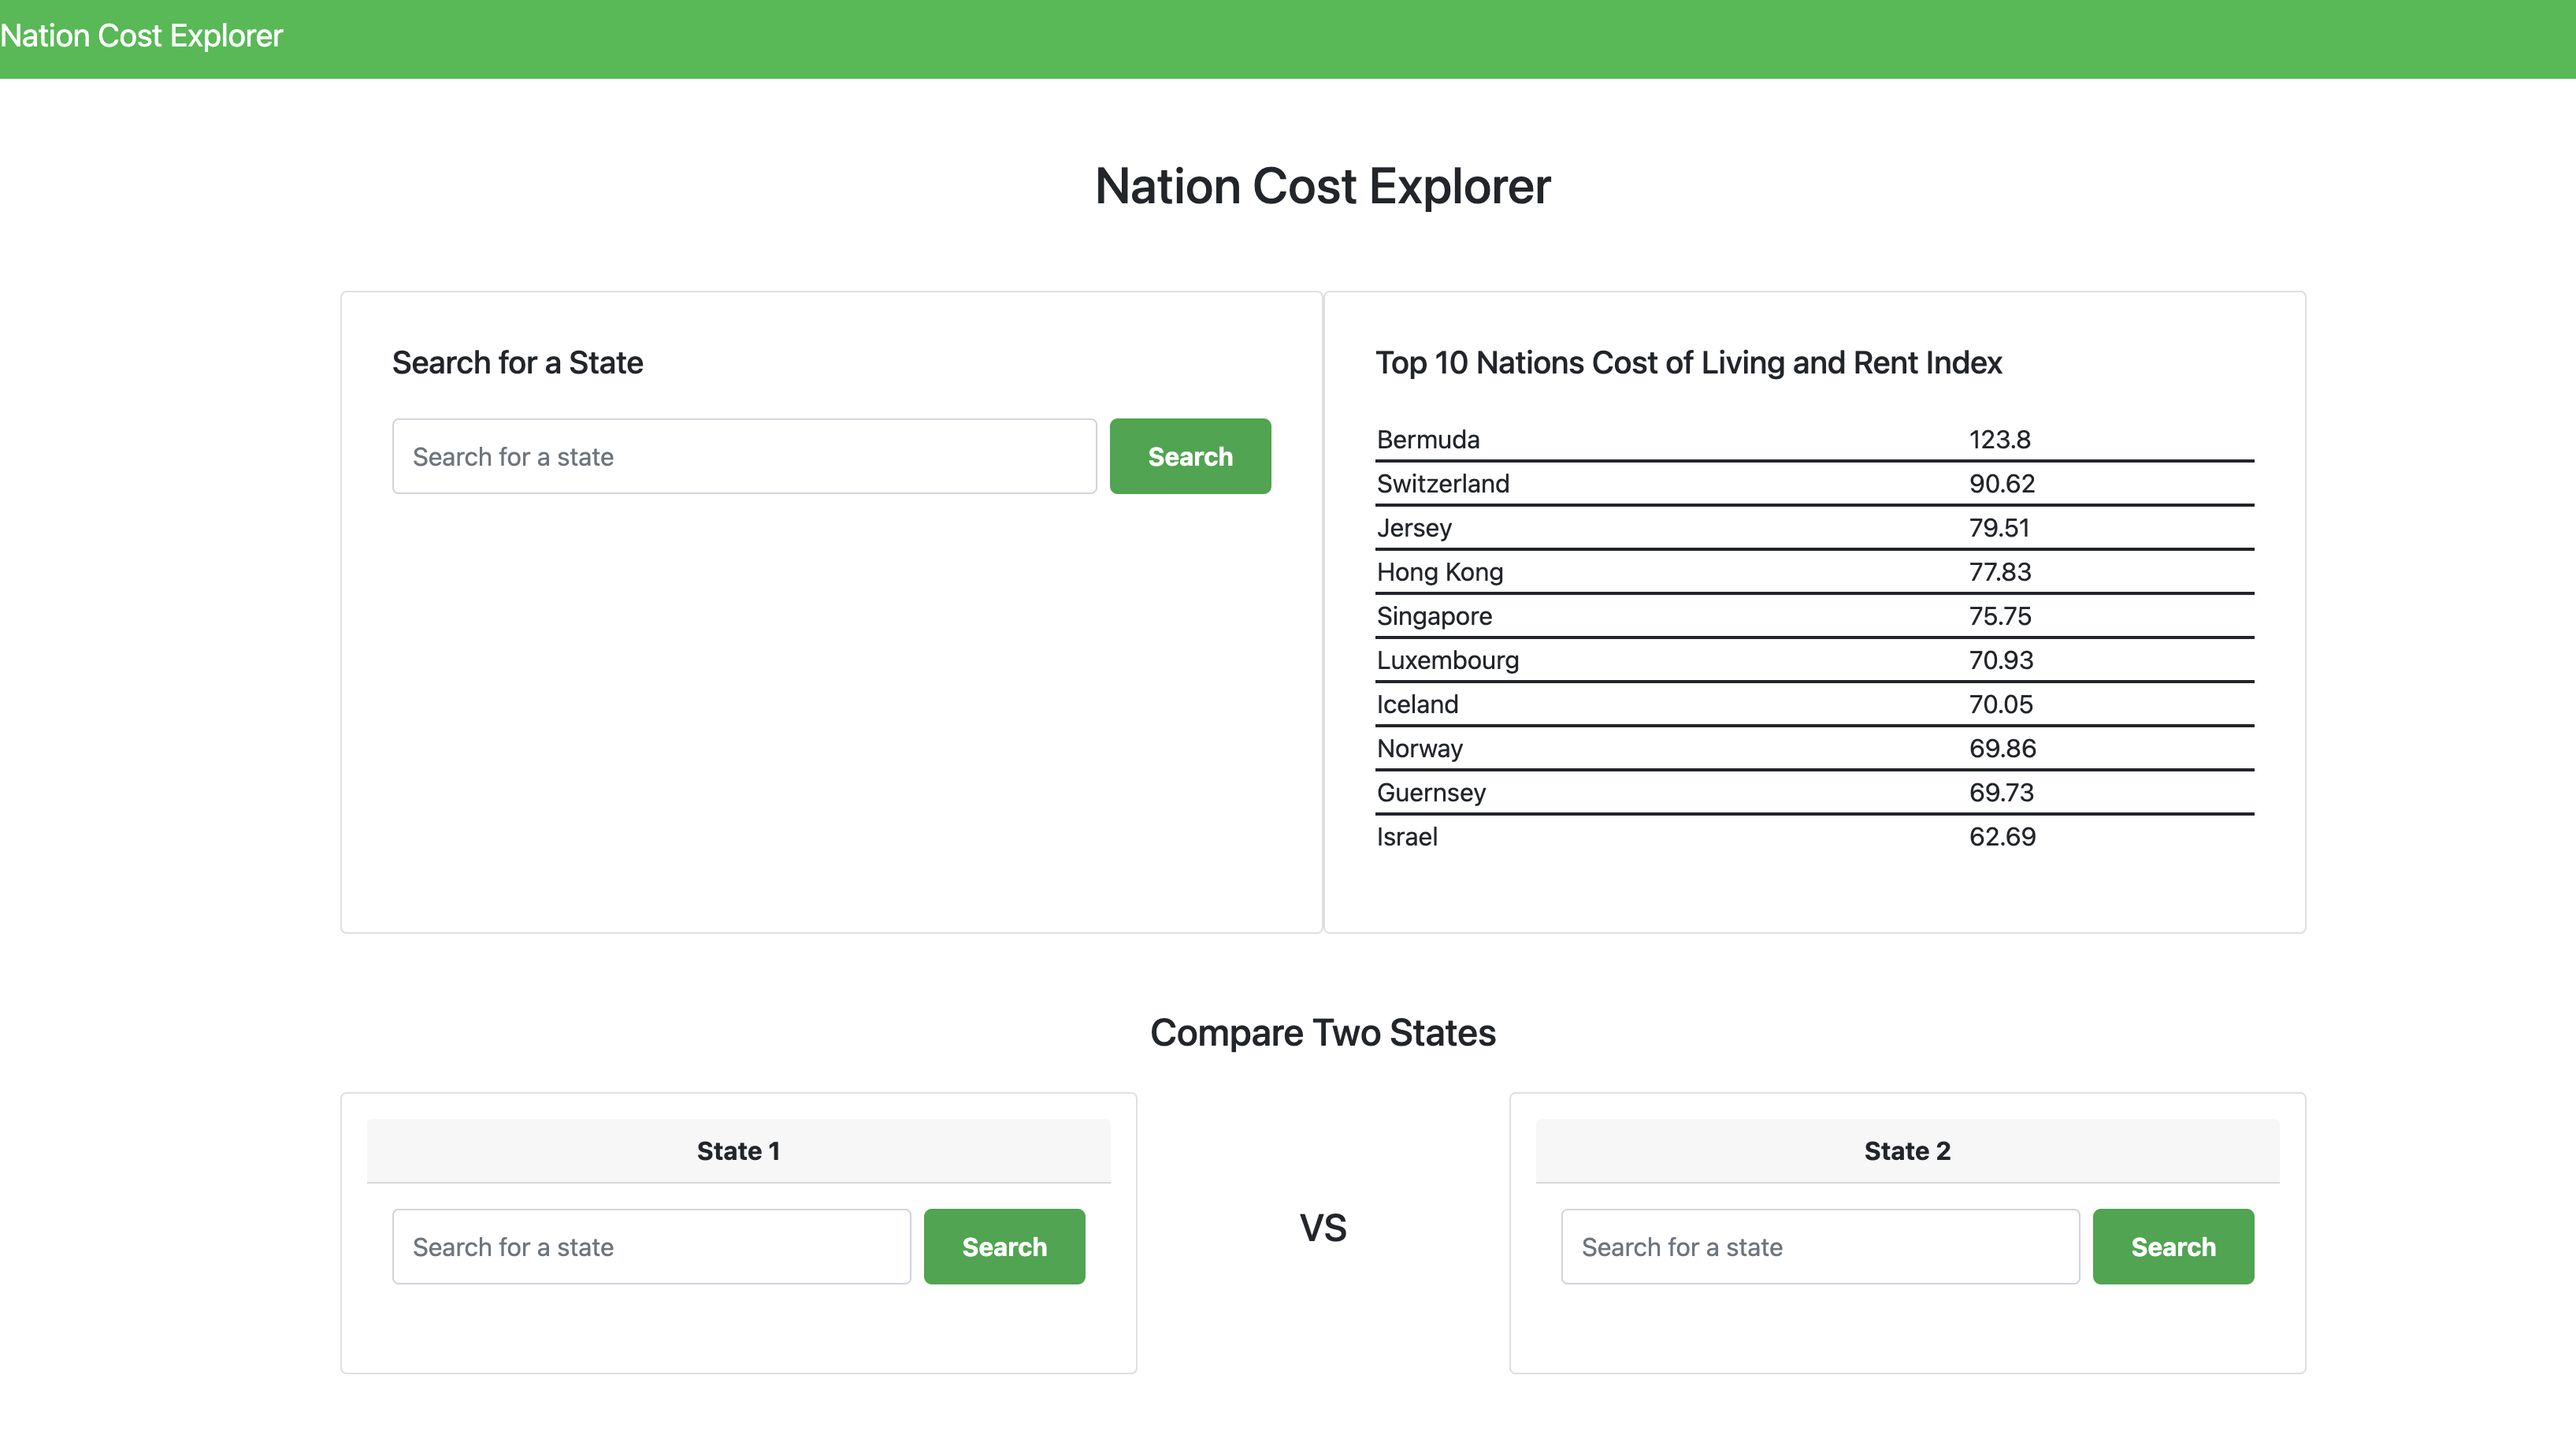 Nation Cost Explorer
Nation Cost Explorer
Search for a State
Search for a state
Search
Top 10 Nations Cost of Living and Rent Index
Bermuda 123.8
Switzerland 90.62
Jersey 79.51
Hong Kong 77.83
Singapore 75.75
Luxembourg 70.93
Iceland 70.05
Norway 69.86
Guernsey 69.73
Israel 62.69
Compare Two States
State 1
Search for a state
Search
VS
State 2
Search for a state
Search